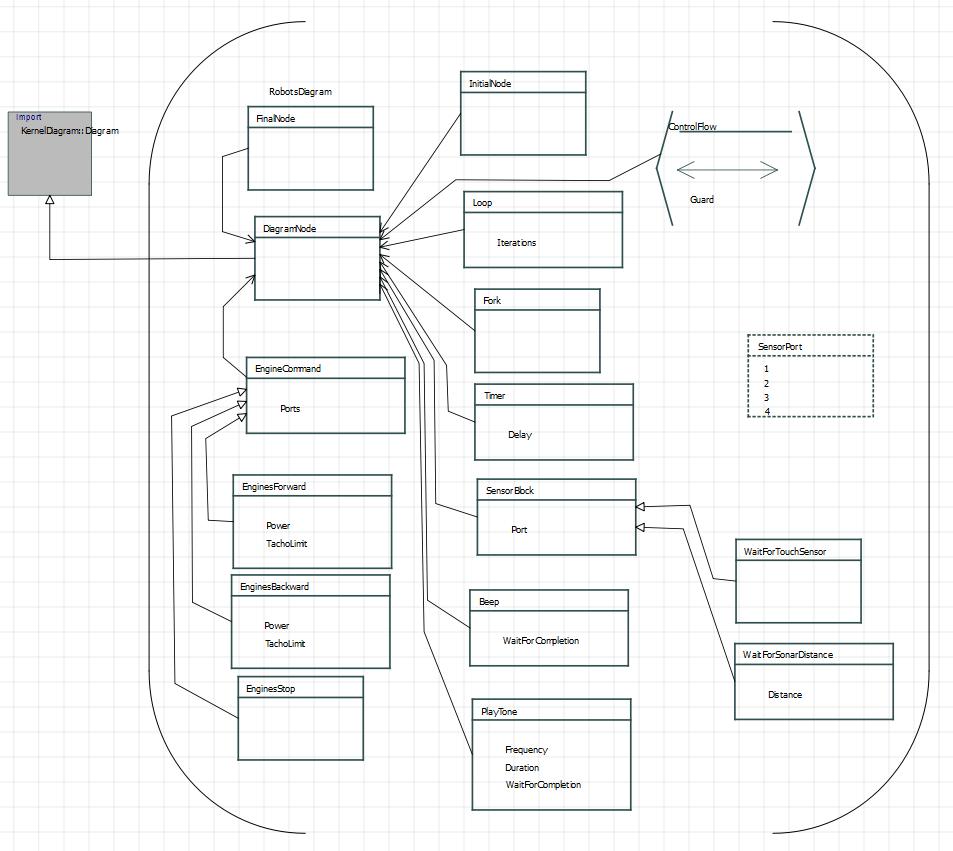 Import
KernelDiagram::Diagram
RobotsDiagram
FinalNode
DiagramNode
EngineCommand
Ports
EnginesForward
Power
TachoLimit
EnginesBackward
Power
TachoLimit
EnginesStop
InitialNode
Loop
Iterations
Fork
Timer
Delay
SensorBlock
Port
Beep
WaitForCompletion
PlayTone
Frequency
Duration
WaitForCompletion
ControlFlow
Guard
SensorPort
1
2
3
4
WaitForTouchSensor
WaitForSonarDistance
Distance